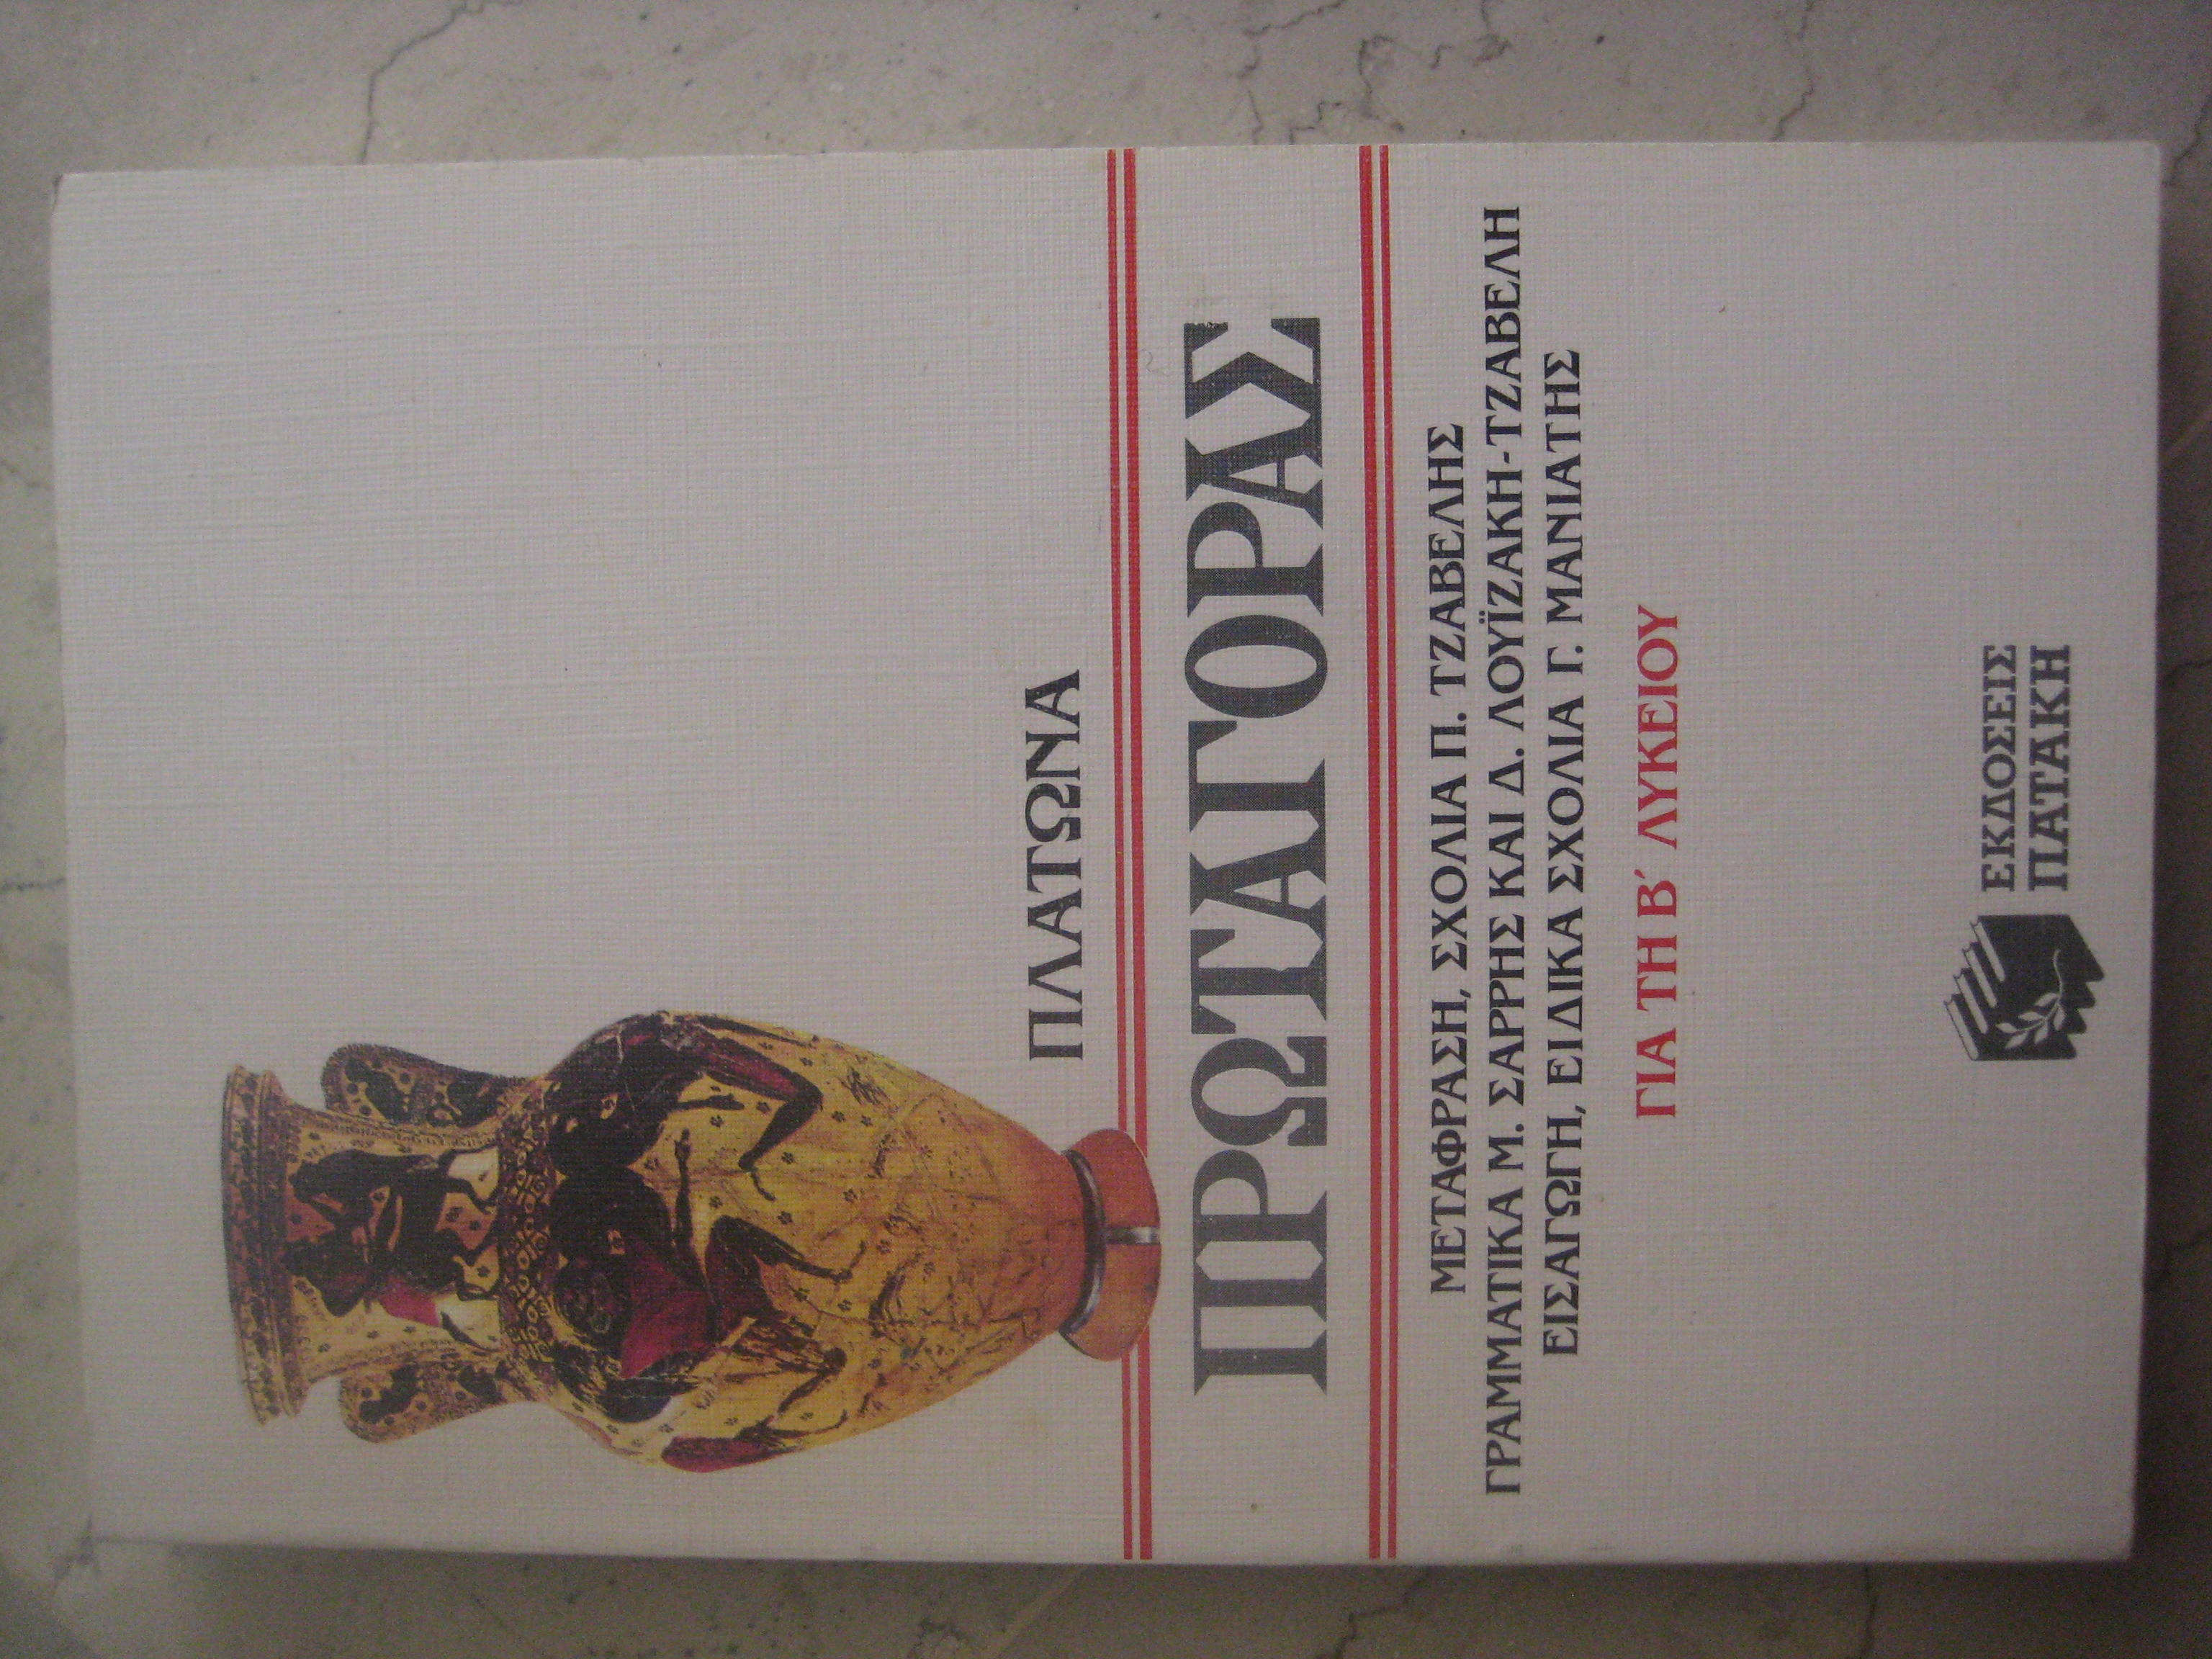 ΠΛΑΤΩΝΑ
ΠΡΩΤΑΓΟΡΑΣ
ΜΕΤΑΦΡΑΣΗ, ΣΧΟΛΙΑ Π. ΤΖΑΒΕΛΗΣ
ΓΡΑΜΜΑΤΙΚΑ Μ. ΣΑΡΡΗΣ ΚΑΙ Δ. ΛΟΥΪΖΑΚΗ-ΤΖΑΒΕΛΗ
ΕΙΣΑΓΩΓΗ, ΕΙΔΙΚΑ ΣΧΟΛΙΑ Γ. ΜΑΝΙΑΤΗΣ
ΓΙΑ ΤΗ Β΄ ΛΥΚΕΙΟΥ
ΕΚΔΟΣΕΙΣ
ΠΑΤΑΚΗ